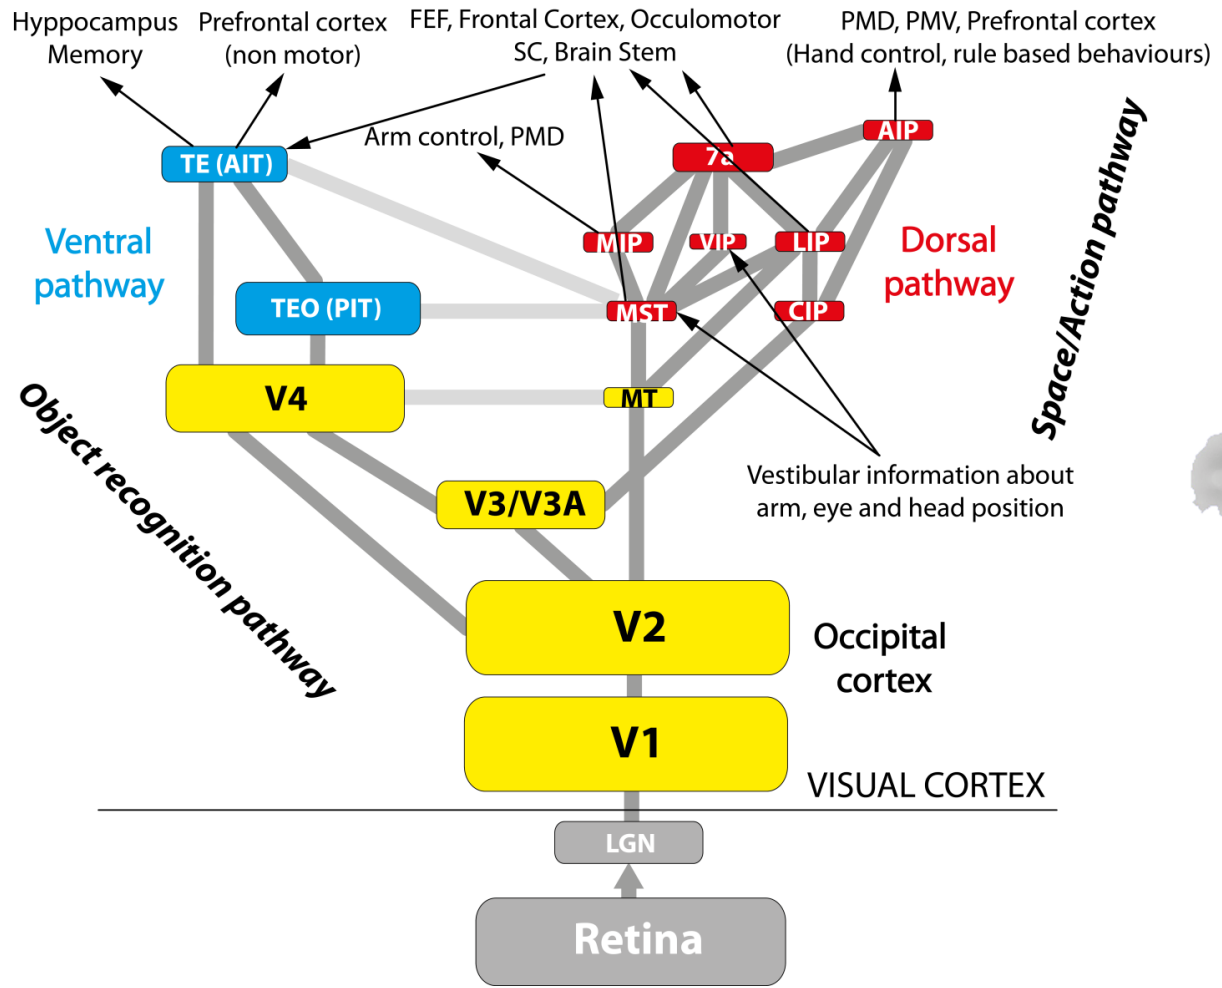 Hyppocampus
Memory
Prefrontal cortex
(non motor)
FEF, Frontal Cortex, Occulomotor
SC, Brain Stem
PMD, PMV, Prefrontal cortex
(Hand control, rule based behaviours)
Arm control, PMD
TE (AIT)
7a
AIP
Ventral
pathway
MIP
VIP
LIP
Dorsal
pathway
Space/Action pathway
TEO (PIT)
MST
CIP
V4
MT
Object recognition pathway
Vestibular information about
arm, eye and head position
V3/V3A
V2
Occipital
cortex
V1
VISUAL CORTEX
LGN
Retina